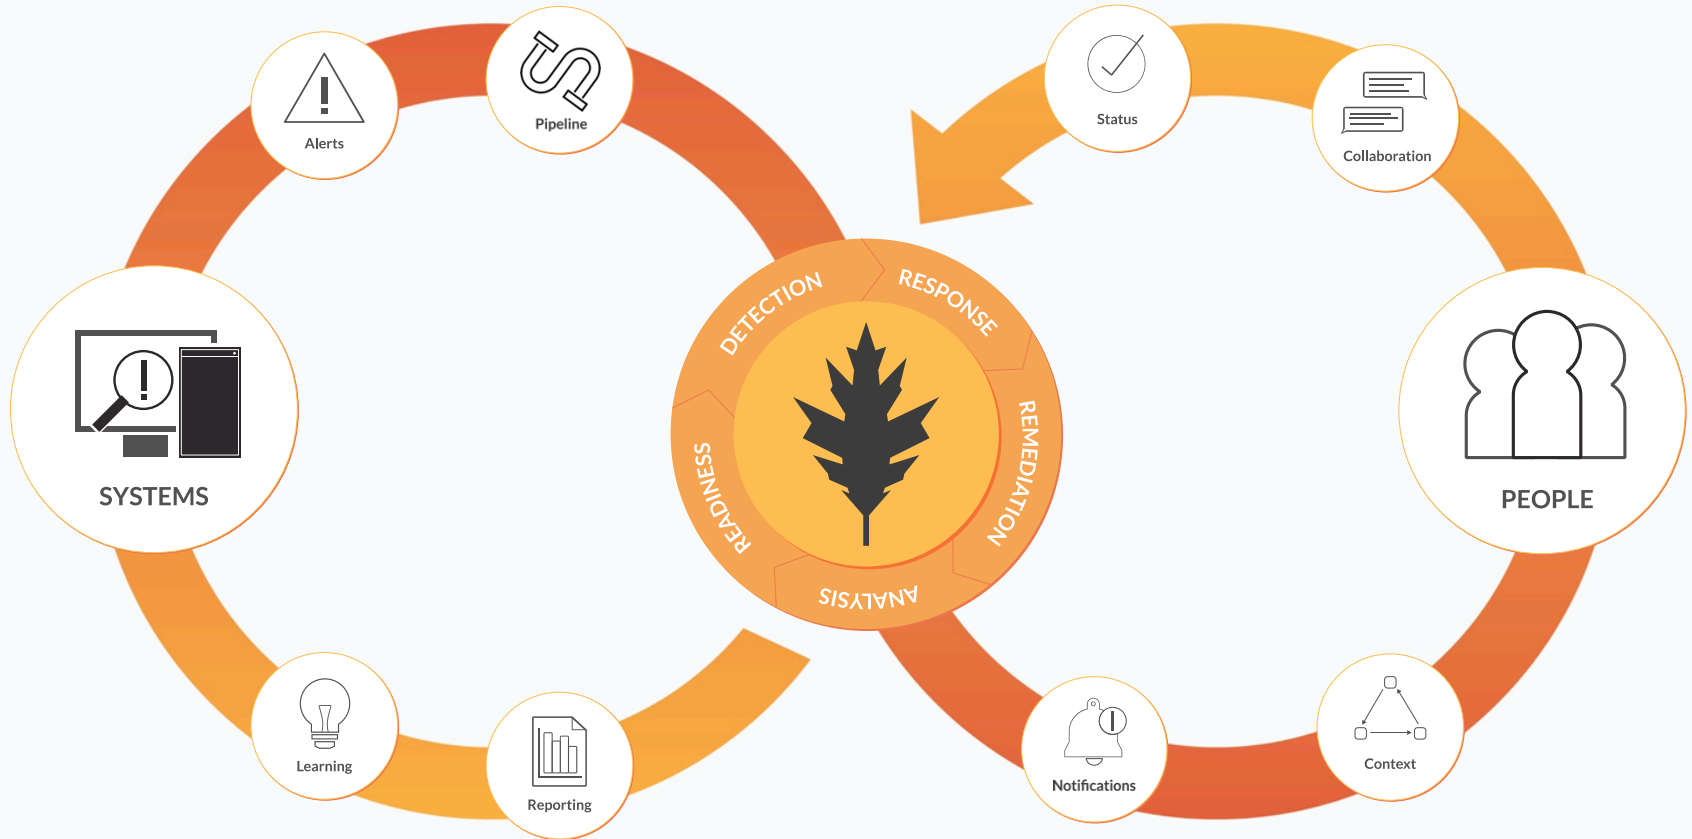 Alerts
Pipeline
Status
Collaboration
SYSTEMS
DETECTION
RESPONSE
REMEDIATION
ANALYSIS
READINESS
PEOPLE
Learning
Reporting
Notifications
Context